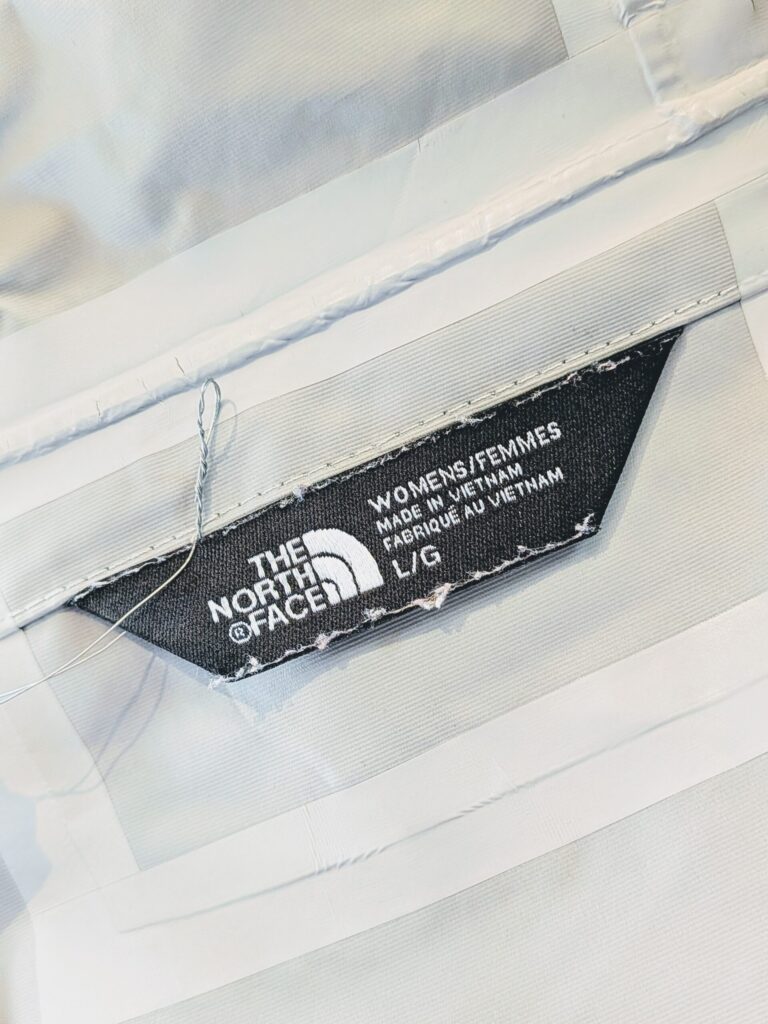 THE
NORTH
®FACE
WOMENS/FEMMES
MADE IN VIETNAM
FABRIQUÉ AU VIETNAM
L/G